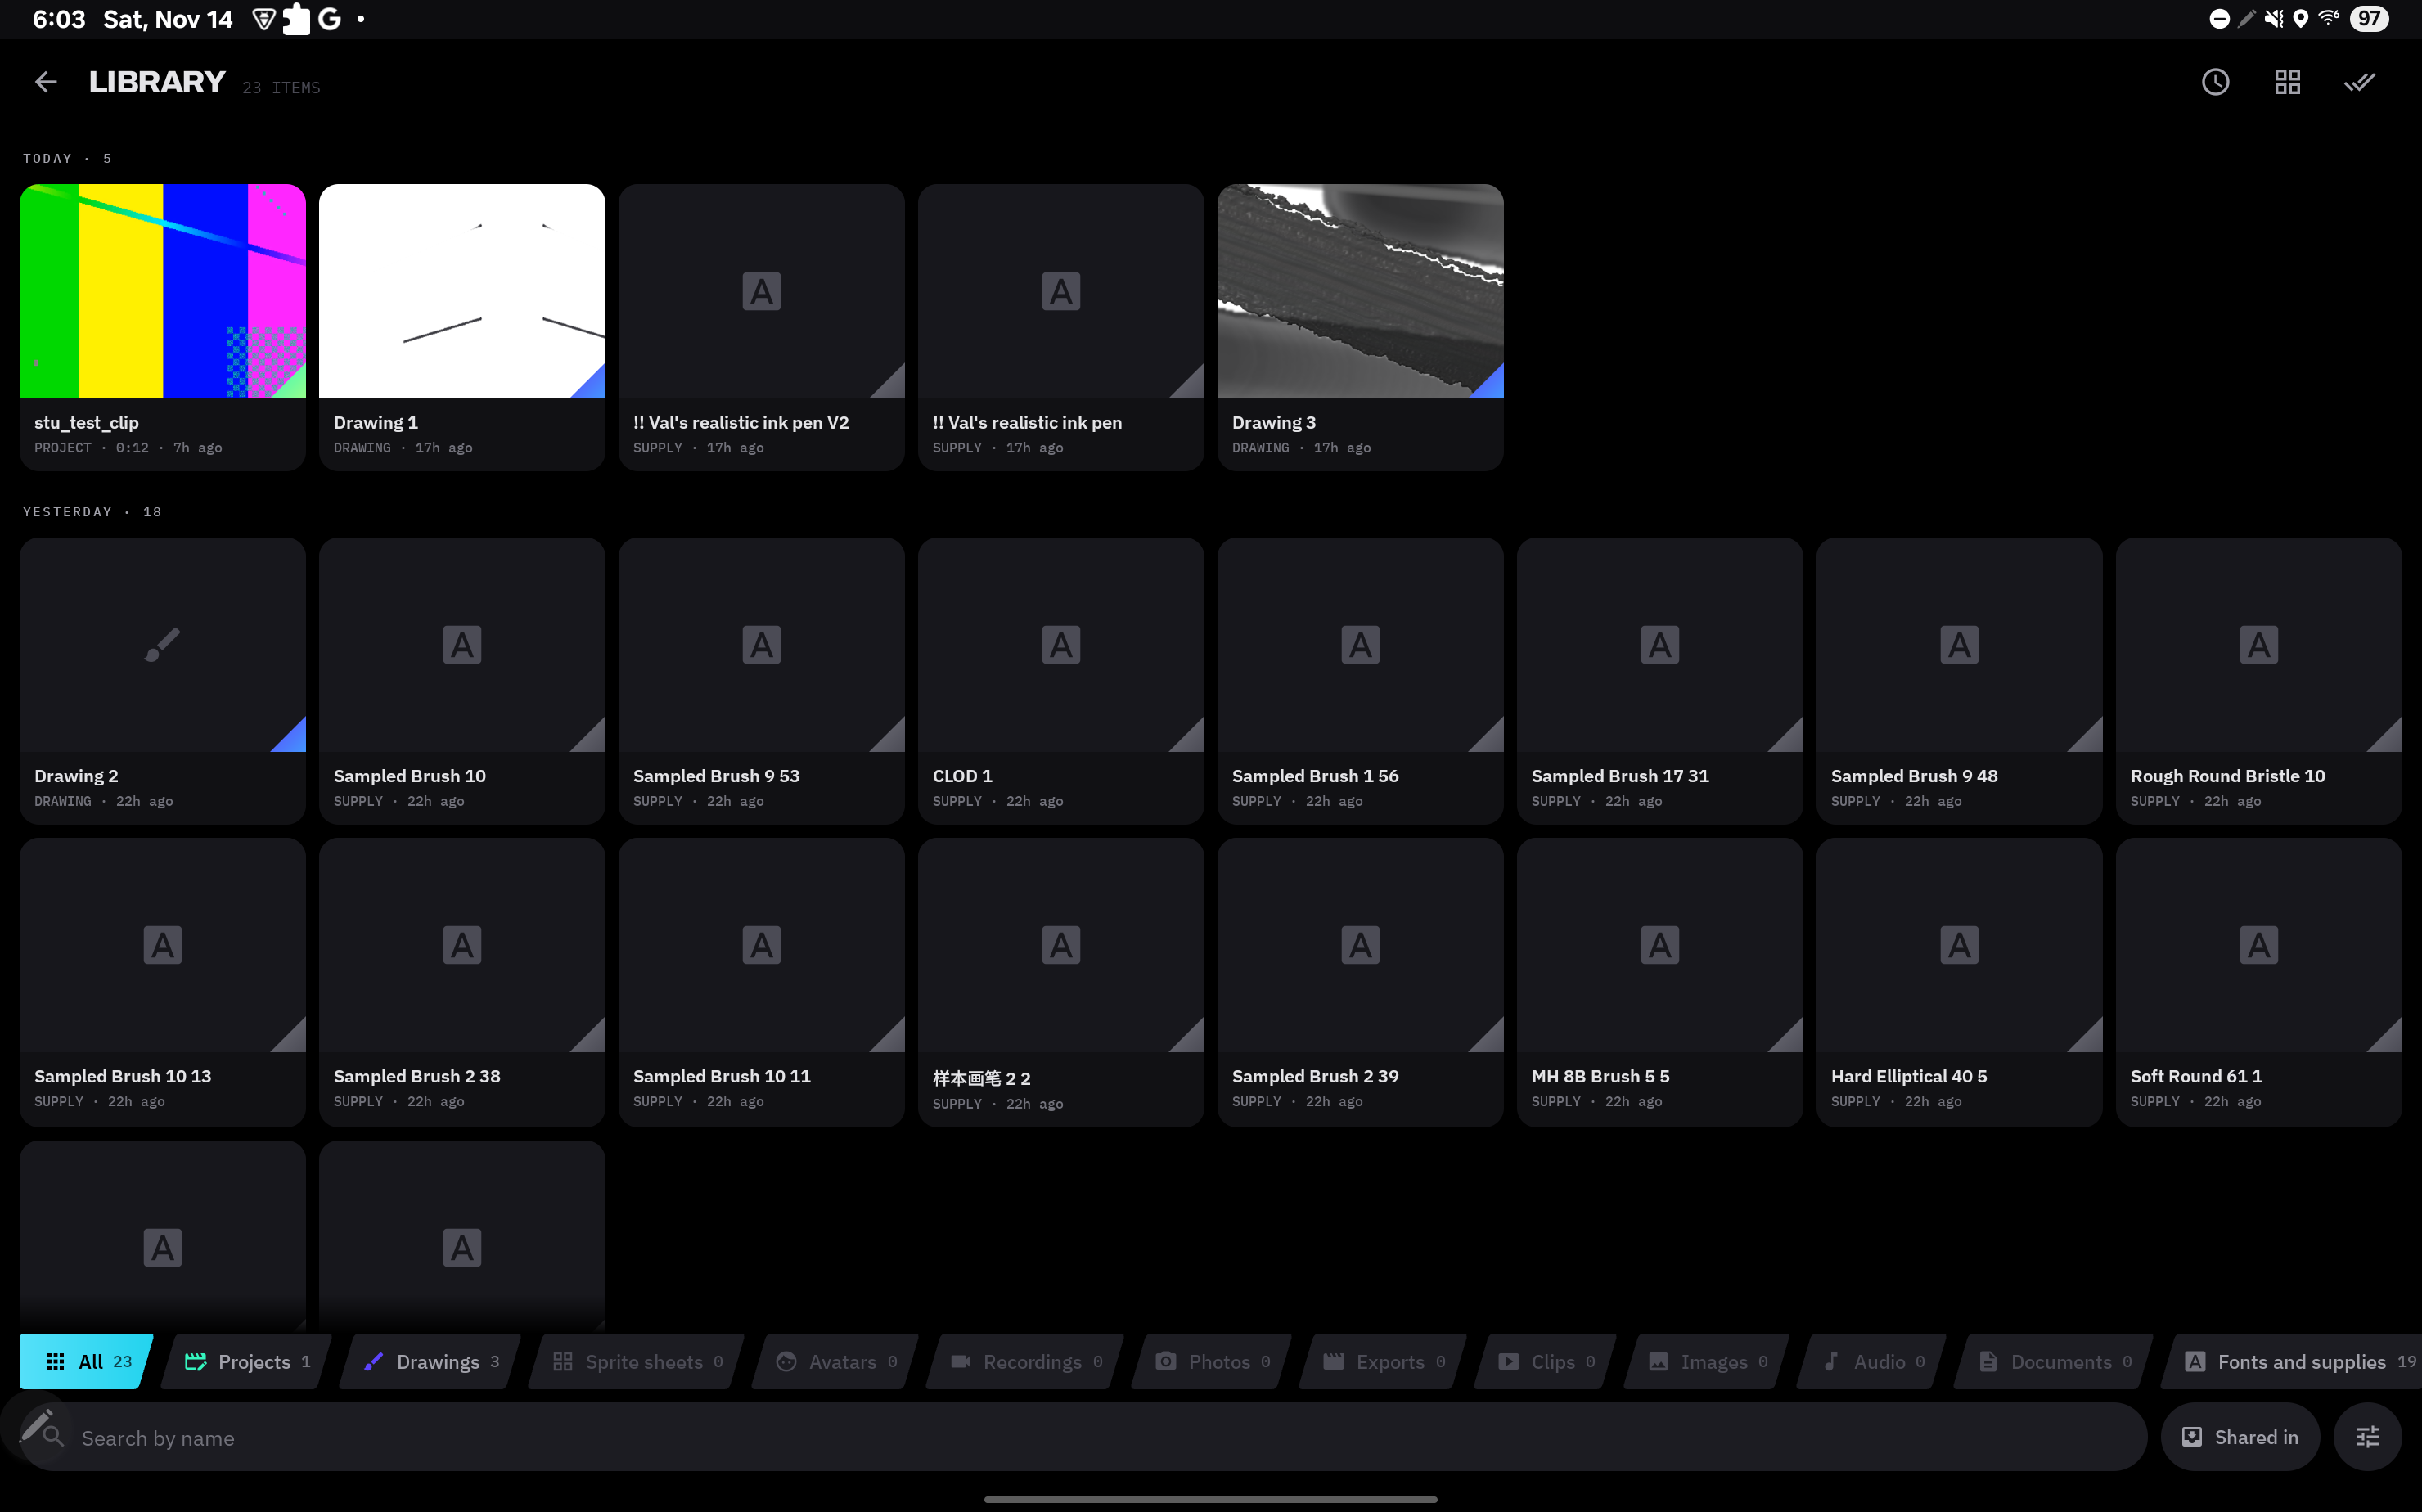 6:03 Sat, Nov 14 G 97
LIBRARY 23 ITEMS
TODAY · 5
stu_test_clip
PROJECT · 0:12 · 7h ago
Drawing 1
DRAWING · 17h ago
A
!! Val's realistic ink pen V2
SUPPLY · 17h ago
A
!! Val's realistic ink pen
SUPPLY · 17h ago
Drawing 3
DRAWING · 17h ago
YESTERDAY · 18
Drawing 2
DRAWING · 22h ago
A
Sampled Brush 10
SUPPLY · 22h ago
A
Sampled Brush 9 53
SUPPLY · 22h ago
A
CLOD 1
SUPPLY · 22h ago
A
Sampled Brush 1 56
SUPPLY · 22h ago
A
Sampled Brush 17 31
SUPPLY · 22h ago
A
Sampled Brush 9 48
SUPPLY · 22h ago
A
Rough Round Bristle 10
SUPPLY · 22h ago
A
Sampled Brush 10 13
SUPPLY · 22h ago
A
Sampled Brush 2 38
SUPPLY · 22h ago
A
Sampled Brush 10 11
SUPPLY · 22h ago
A
样本画笔 2 2
SUPPLY · 22h ago
A
Sampled Brush 2 39
SUPPLY · 22h ago
A
MH 8B Brush 5 5
SUPPLY · 22h ago
A
Hard Elliptical 40 5
SUPPLY · 22h ago
A
Soft Round 61 1
SUPPLY · 22h ago
A
A
All 23 Projects 1 Drawings 3 Sprite sheets 0 Avatars 0 Recordings 0 Photos 0 Exports 0 Clips 0 Images 0 Audio 0 Documents 0 A Fonts and supplies 19
Search by name Shared in